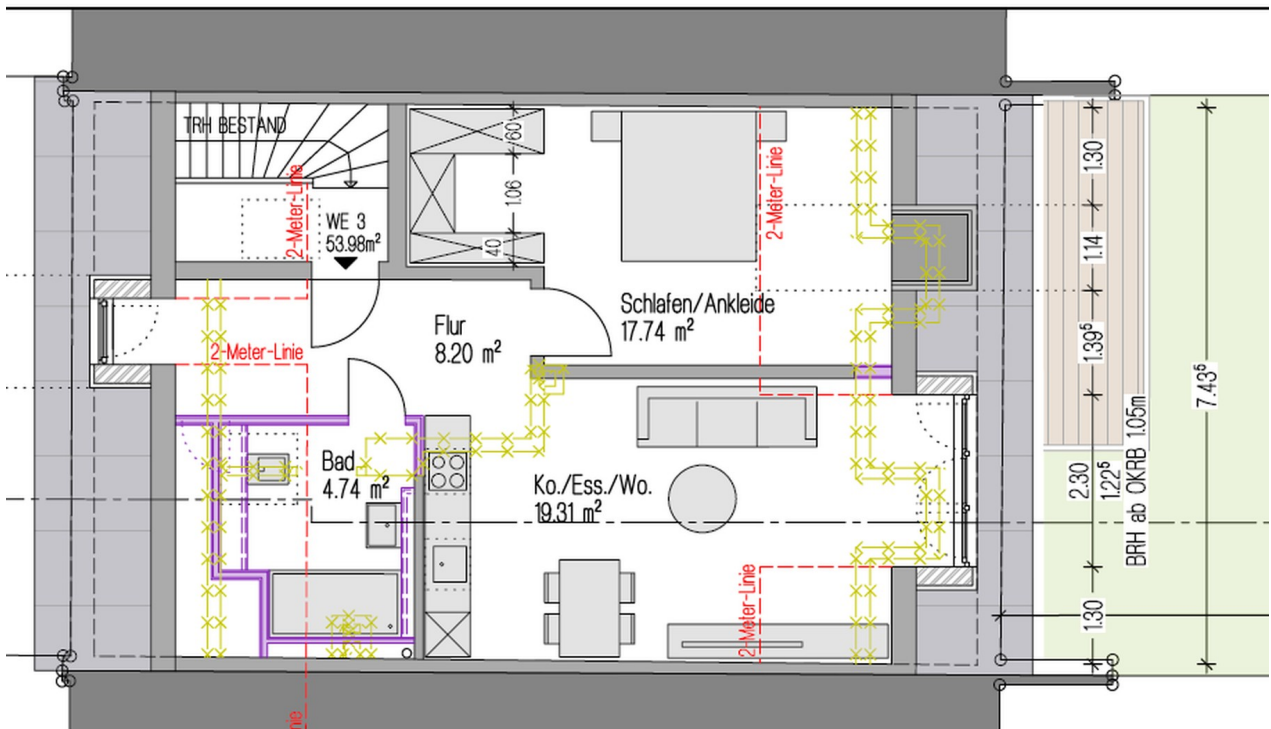 TRH BESTAND
2-Meter-Linie
WE 3
53.98m²
60
1.06
40
2-Meter-Linie
Schlafen/Ankleide
17.74 m²
Flur
8.20 m²
2-Meter-Linie
Bad
4.74 m²
Ko./Ess./Wo.
19.31 m²
2-Meter-Linie
nie
1.30
1.14
1.39⁵
2.30
1.22⁵
BRH ab OKRB 1.05m
1.30
7.43⁵